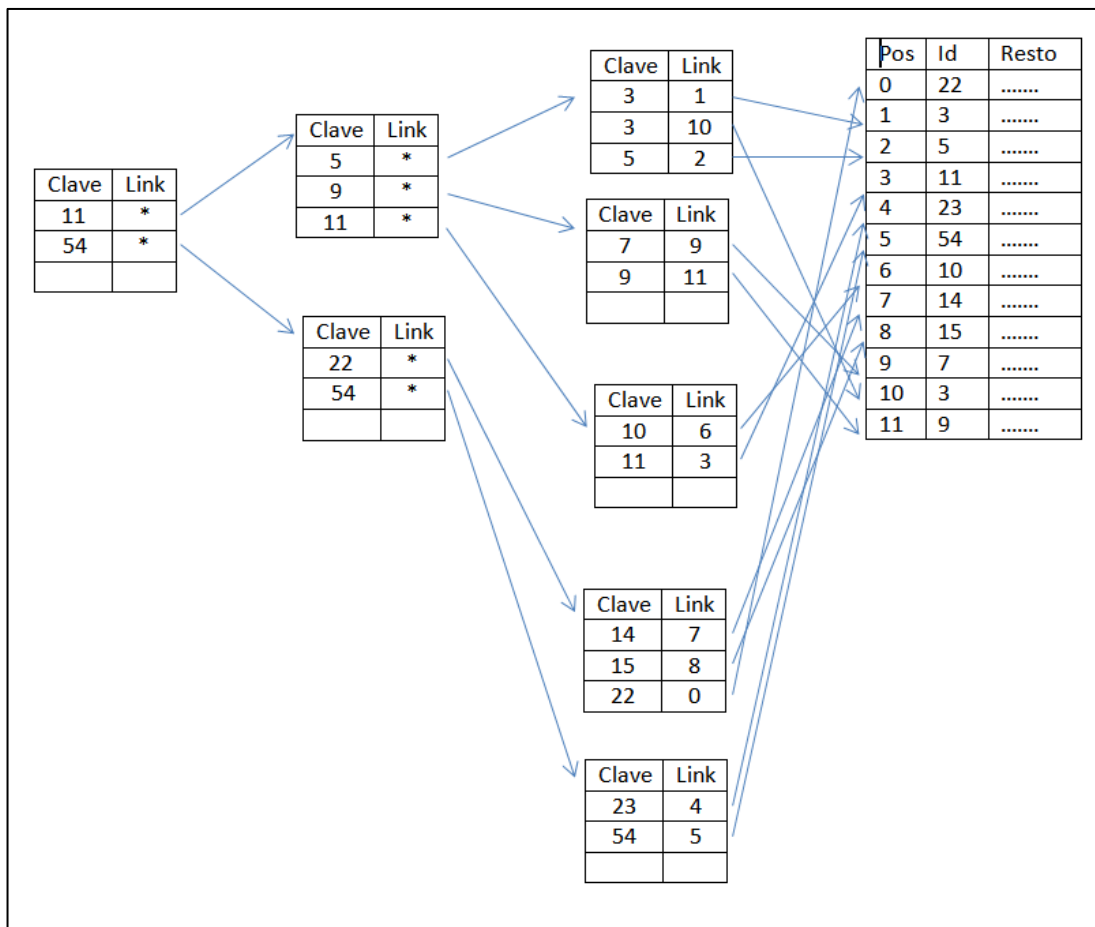 Clave Link
11 *
54 *
Clave Link
5 *
9 *
11 *
Clave Link
22 *
54 *
Clave Link
3 1
3 10
5 2
Clave Link
7 9
9 11
Clave Link
10 6
11 3
Clave Link
14 7
15 8
22 0
Clave Link
23 4
54 5
Pos Id Resto
0 22 .......
1 3 .......
2 5 .......
3 11 .......
4 23 .......
5 54 .......
6 10 .......
7 14 .......
8 15 .......
9 7 .......
10 3 .......
11 9 .......